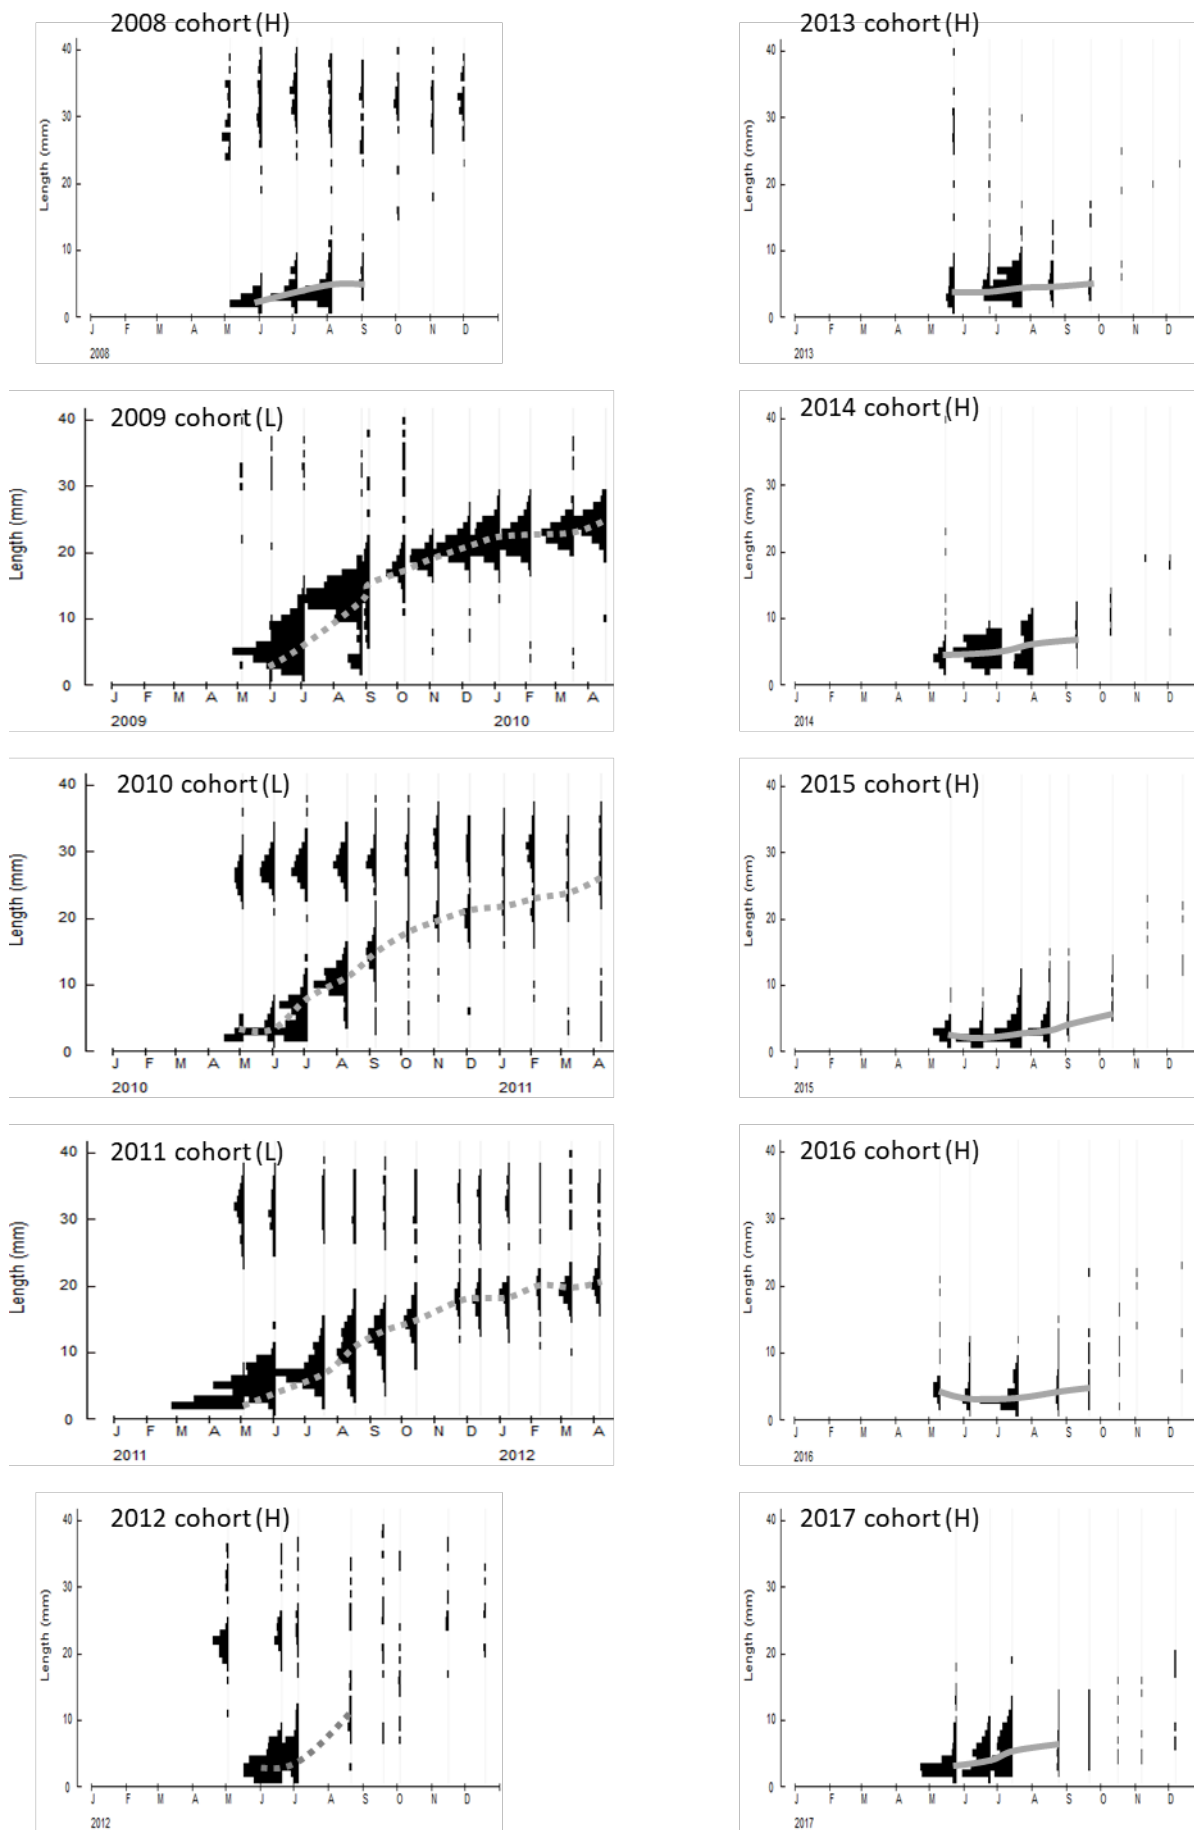 2008 cohort (H)
Length (mm)
40
30
20
10
0
J F M A M J J A S O N D
2008
2013 cohort (H)
Length (mm)
40
30
20
10
0
J F M A M J J A S O N D
2013
2009 cohort (L)
Length (mm)
40
30
20
10
0
J F M A M J J A S O N D J F M A
2009 2010
2014 cohort (H)
Length (mm)
40
30
20
10
0
J F M A M J J A S O N D
2014
2010 cohort (L)
Length (mm)
40
30
20
10
0
J F M A M J J A S O N D J F M A
2010 2011
2015 cohort (H)
Length (mm)
40
30
20
10
0
J F M A M J J A S O N D
2015
2011 cohort (L)
Length (mm)
40
30
20
10
0
J F M A M J J A S O N D J F M A
2011 2012
2016 cohort (H)
Length (mm)
40
30
20
10
0
J F M A M J J A S O N D
2016
2012 cohort (H)
Length (mm)
40
30
20
10
0
J F M A M J J A S O N D
2012
2017 cohort (H)
Length (mm)
40
30
20
10
0
J F M A M J J A S O N D
2017